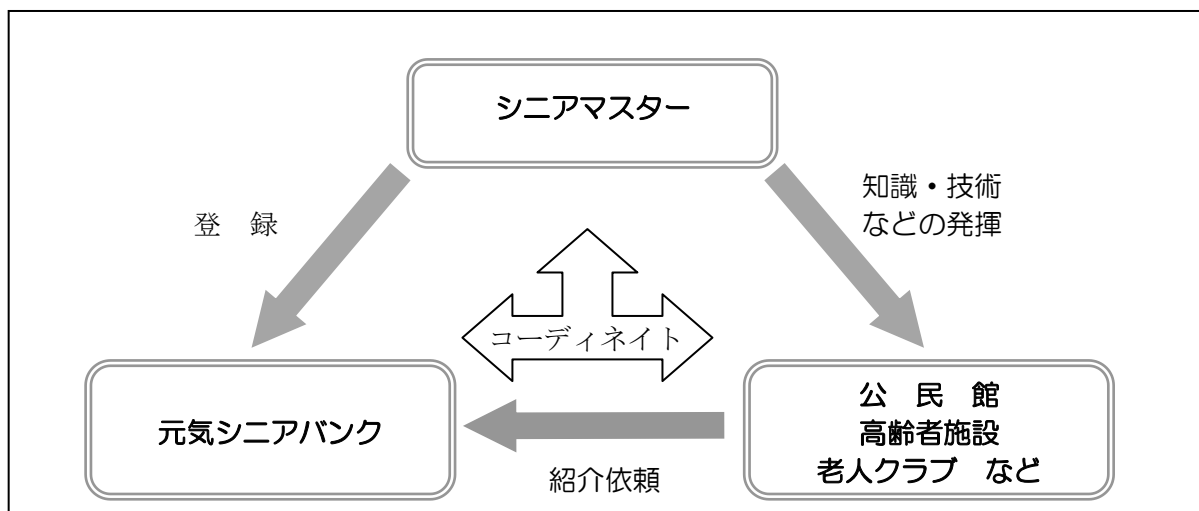 シニアマスター
知識・技術
などの発揮
登　録
コーディネイト
元気シニアバンク
公　民　館
高齢者施設
老人クラブ　など
紹介依頼